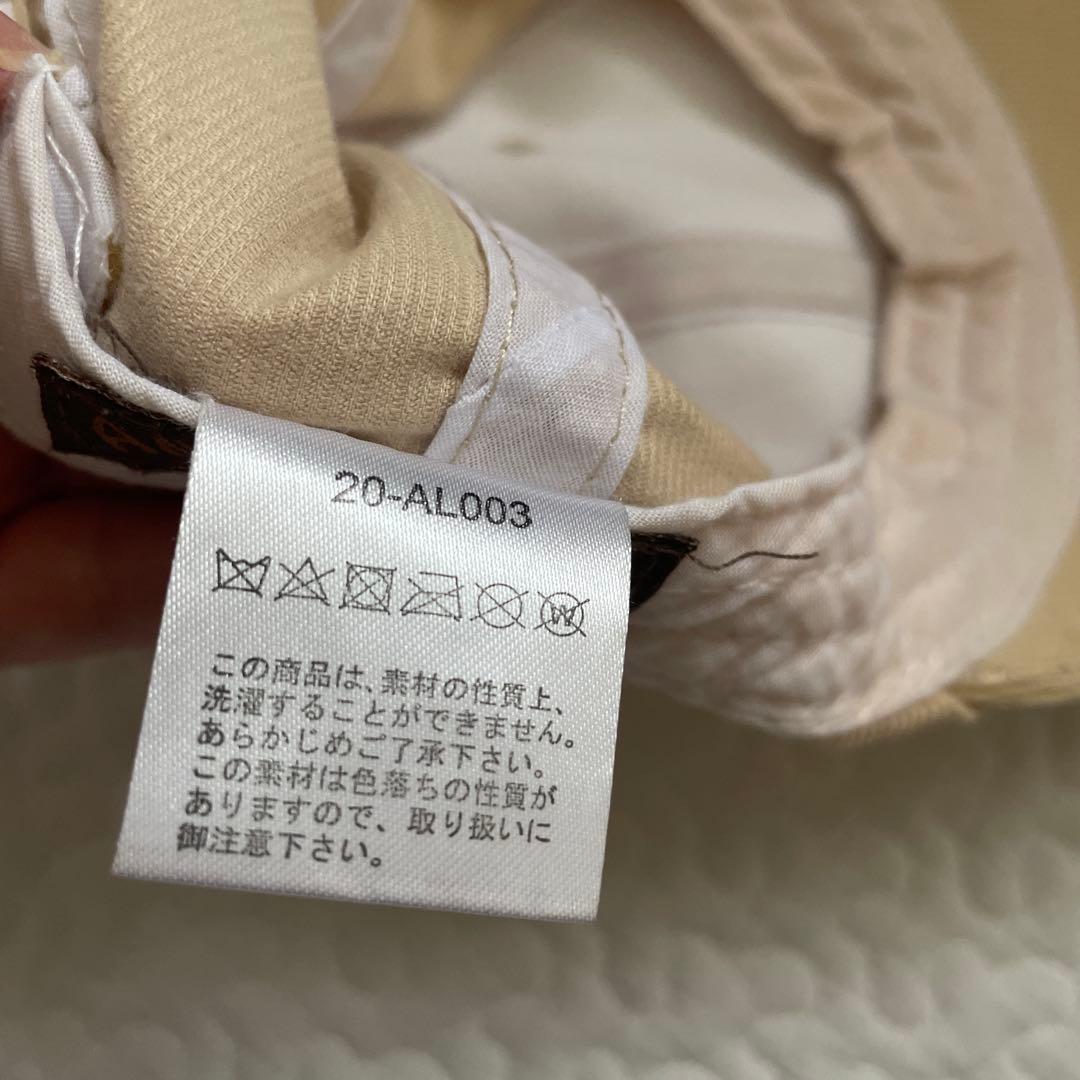 20-AL003
W
この商品は、素材の性質上、
洗濯することができません。
あらかじめご了承下さい。
この素材は色落ちの性質が
ありますので、取り扱いに
御注意下さい。